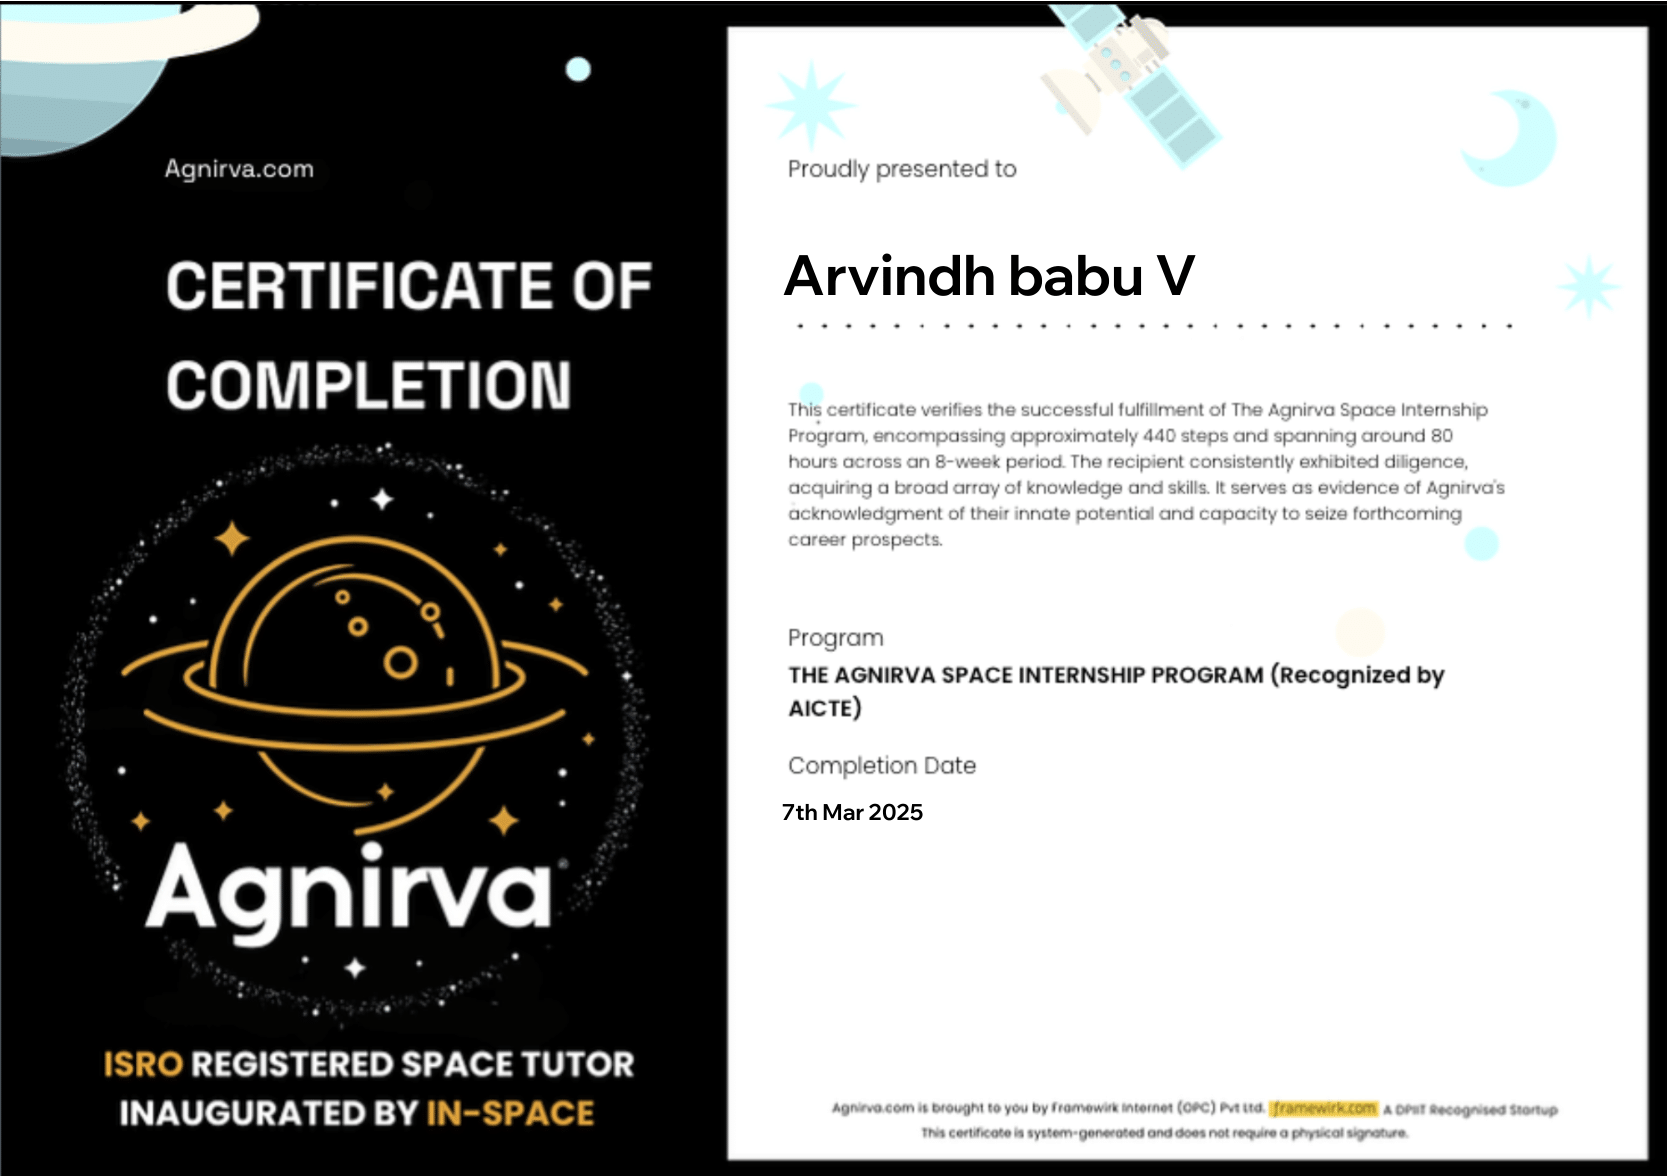 Agnirva.com
CERTIFICATE OF
COMPLETION
Agnirva®
ISRO REGISTERED SPACE TUTOR
INAUGURATED BY IN-SPACE
Proudly presented to
Arvindh babu V
This certificate verifies the successful fulfillment of The Agnirva Space Internship
Program, encompassing approximately 440 steps and spanning around 80
hours across an 8-week period. The recipient consistently exhibited diligence,
acquiring a broad array of knowledge and skills. It serves as evidence of Agnirva's
acknowledgment of their innate potential and capacity to seize forthcoming
career prospects.
Program
THE AGNIRVA SPACE INTERNSHIP PROGRAM (Recognized by
AICTE)
Completion Date
7th Mar 2025
Agnirva.com is brought to you by Framewirk Internet (OPC) Pvt Ltd. framewirk.com A DPIIT Recognised Startup
This certificate is system-generated and does not require a physical signature.